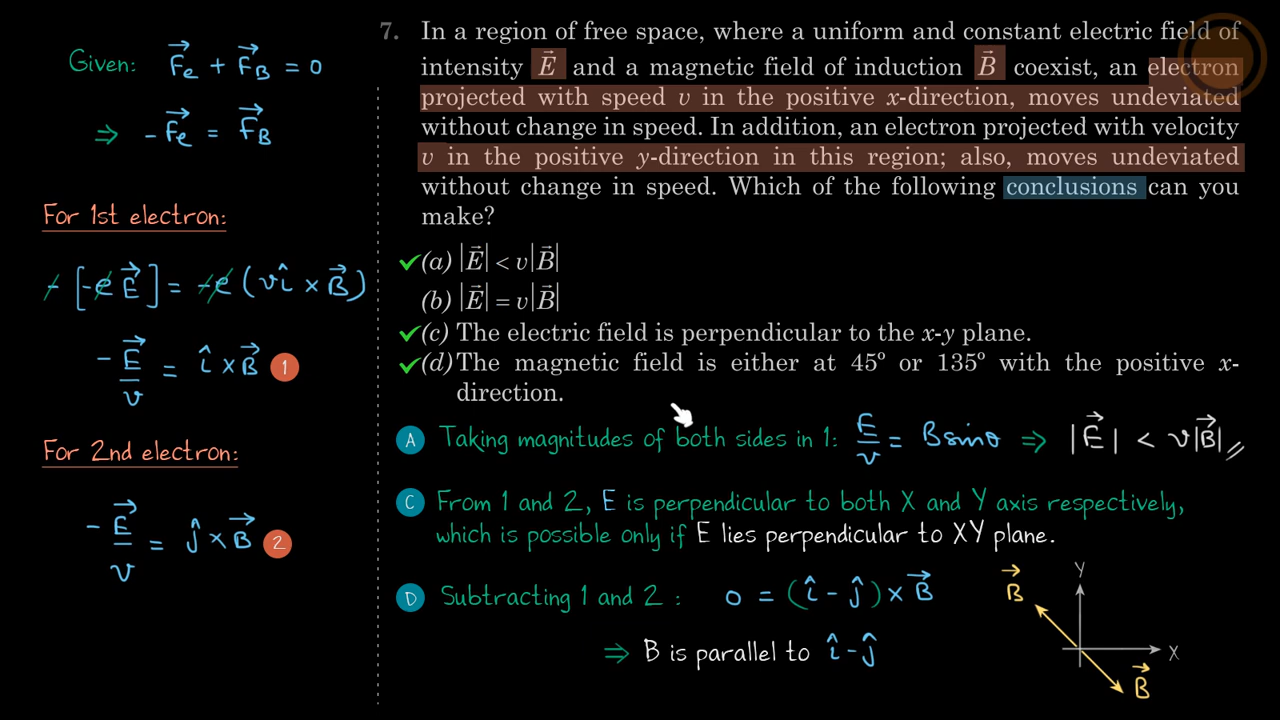 Given: F⃗e + F⃗B = 0
⇒ -F⃗e = F⃗B
For 1st electron:
-[-e E⃗] = -e (vî × B⃗)
-E⃗/v = î × B⃗ 1
For 2nd electron:
-E⃗/v = ĵ × B⃗ 2
7. In a region of free space, where a uniform and constant electric field of
intensity E⃗ and a magnetic field of induction B⃗ coexist, an electron
projected with speed v in the positive x-direction, moves undeviated
without change in speed. In addition, an electron projected with velocity
v in the positive y-direction in this region; also, moves undeviated
without change in speed. Which of the following conclusions can you
make?
✓(a) |E⃗| < v|B⃗|
(b) |E⃗| = v|B⃗|
✓(c) The electric field is perpendicular to the x-y plane.
✓(d) The magnetic field is either at 45° or 135° with the positive x-
direction.
A Taking magnitudes of both sides in 1: E/v = B sinθ ⇒ |E⃗| < v|B⃗|
C From 1 and 2, E is perpendicular to both X and Y axis respectively,
which is possible only if E lies perpendicular to XY plane.
D Subtracting 1 and 2 : 0 = (î - ĵ) × B⃗
⇒ B is parallel to î - ĵ
Y
B⃗
X
B⃗